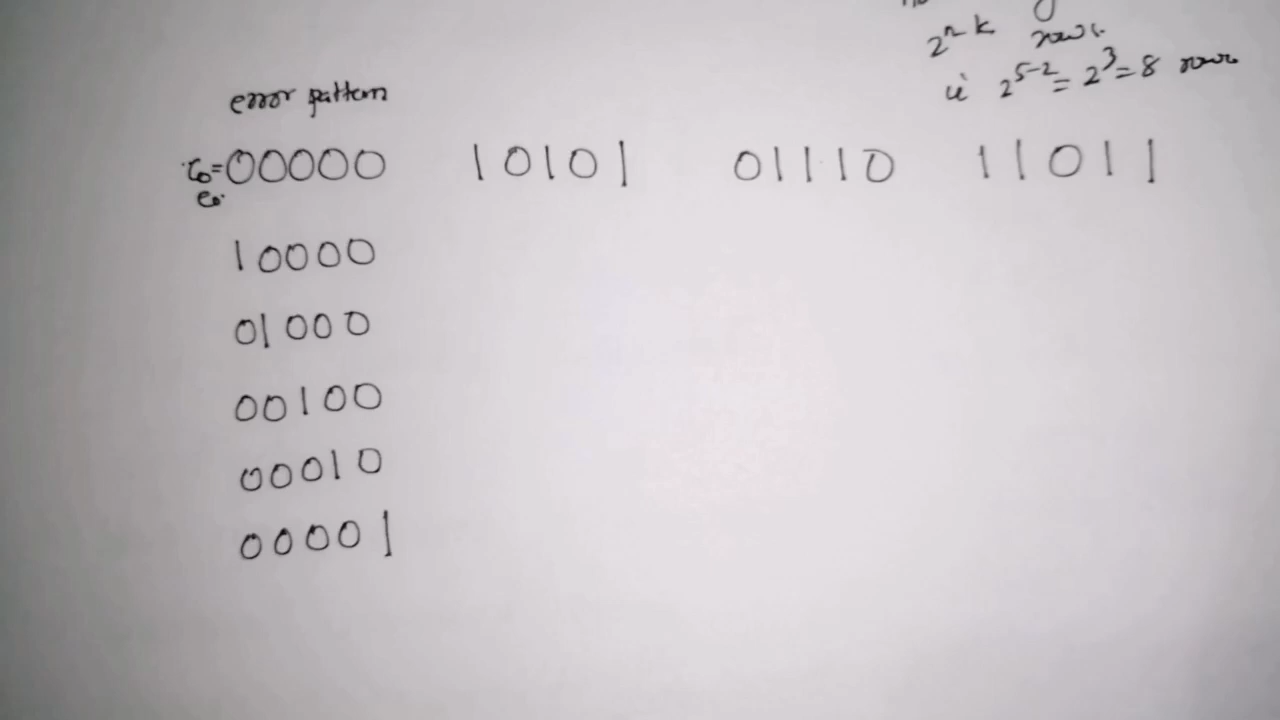 2^n-k rows.
ie 2^5-2 = 2^3 = 8 rows
error pattern
00000 10101 01110 11011
e0.
10000
01000
00100
00010
00001